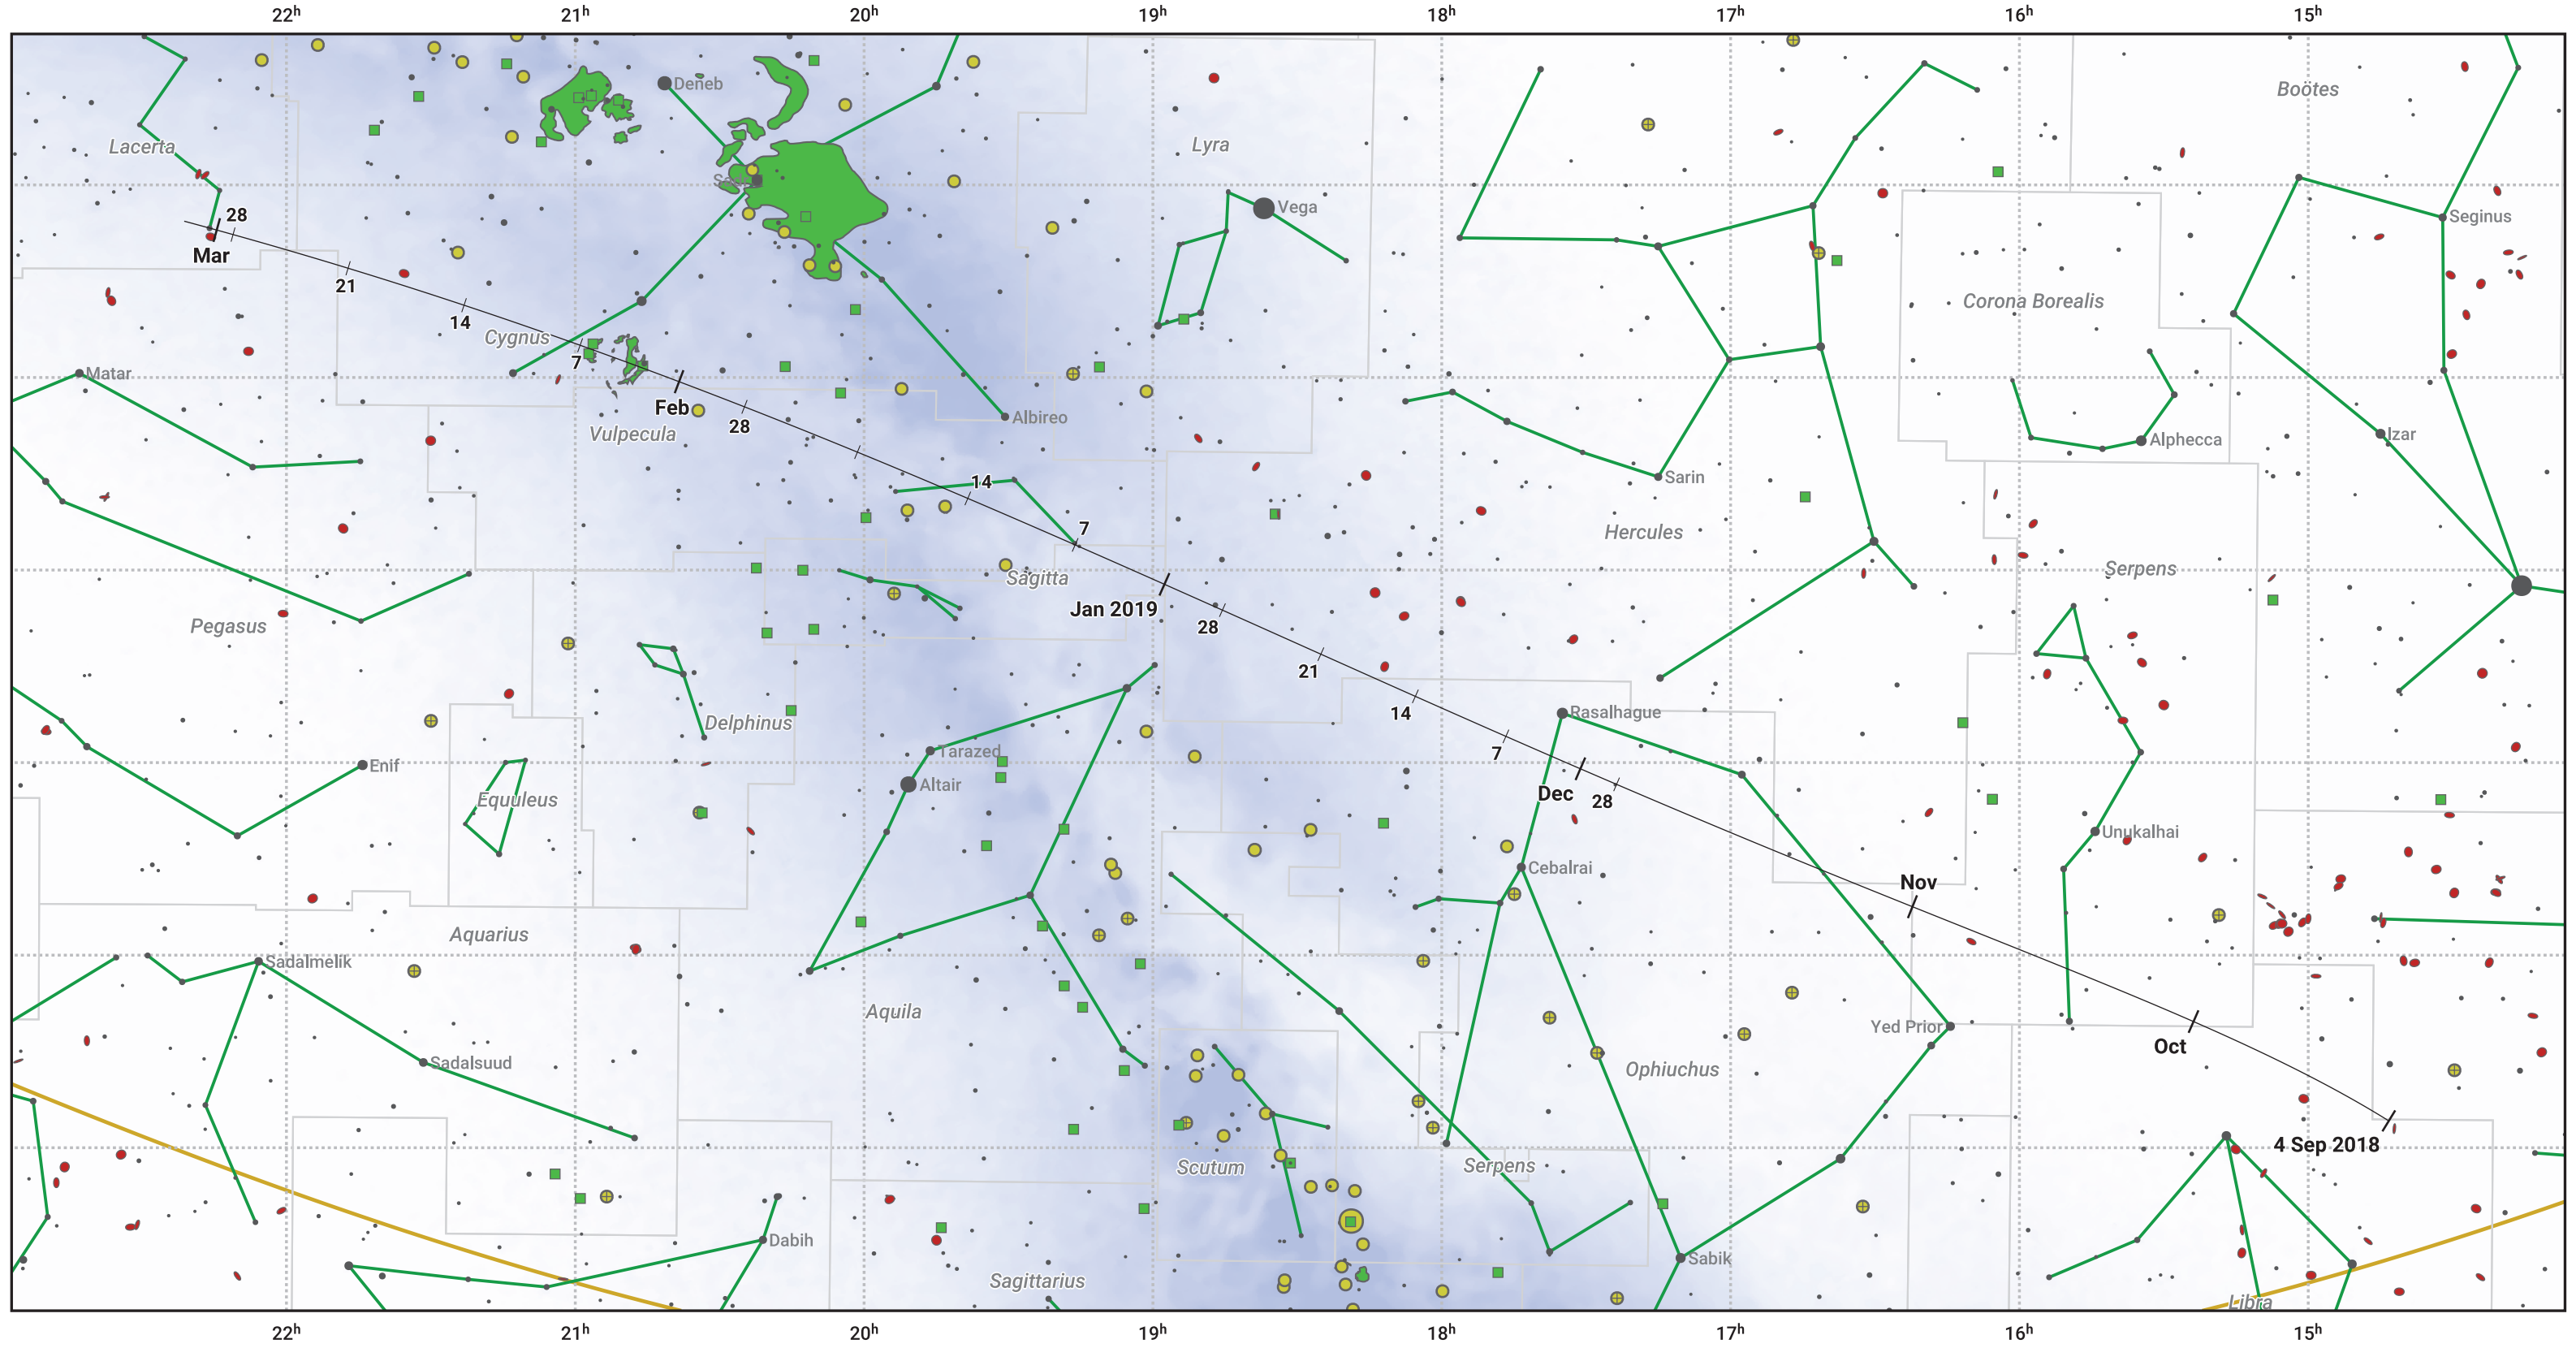 22h 21h 20h 19h 18h 17h 16h 15h
Deneb
Boötes
Lacerta
Lyra
Vega
28
Seginus
Mar
21
Corona Borealis
14
Cygnus
7
Matar
Feb
28
Albireo
Vulpecula
Alphecca
Izar
14
Sarin
7
Hercules
Sagitta
Serpens
Jan 2019
28
Pegasus
21
14
Rasalhague
Delphinus
7
Tarazed
Enif
Altair
Dec
28
Equuleus
Unukalhai
Cebalrai
Nov
Aquarius
Sadalmelik
Aquila
Yed Prior
Oct
Sadalsuud
Ophiuchus
4 Sep 2018
Scutum
Serpens
Dabih
Sabik
Sagittarius
Libra
22h 21h 20h 19h 18h 17h 16h 15h